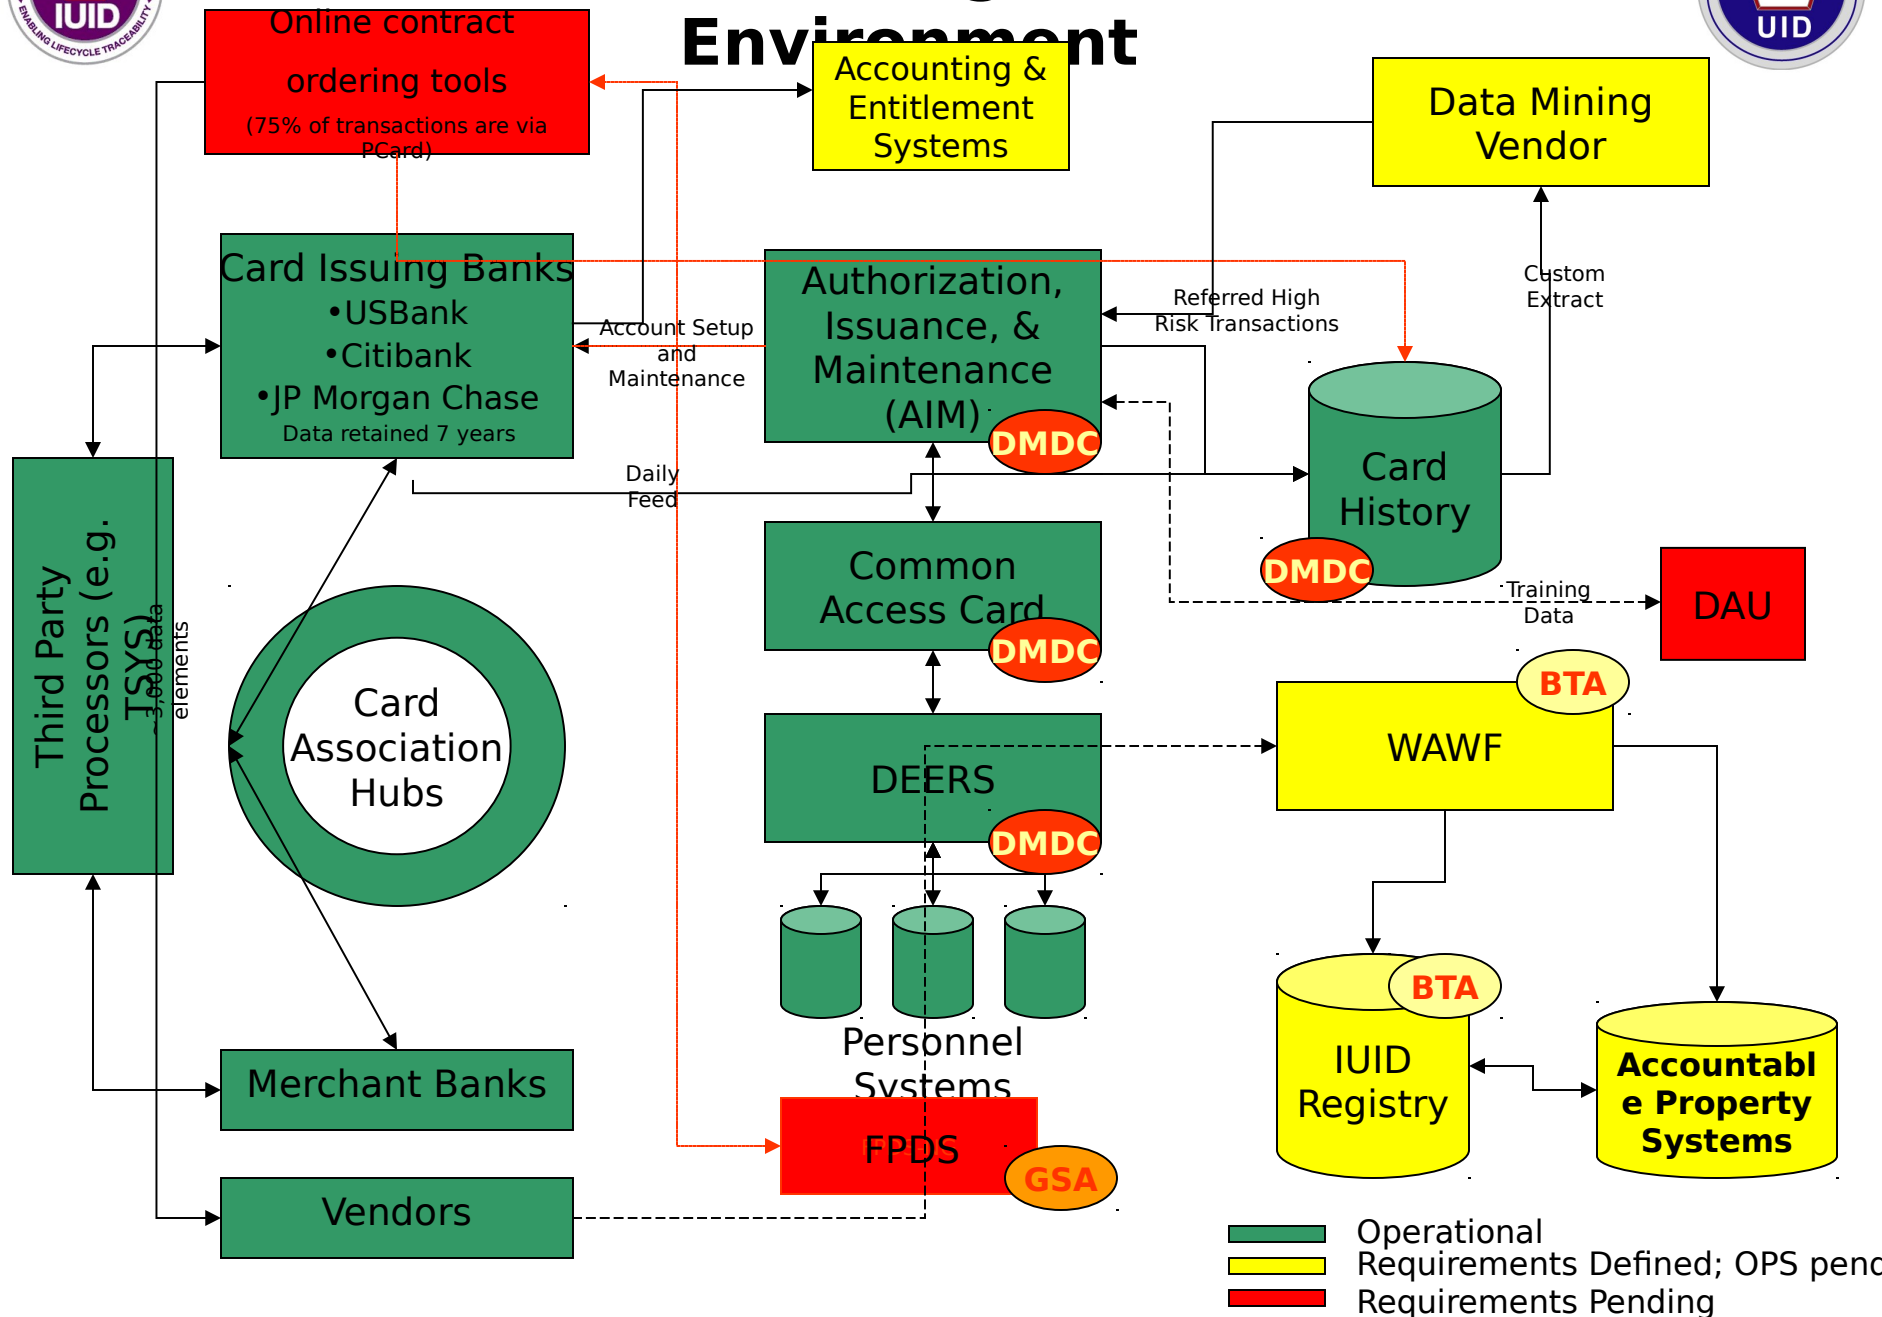 IUID
ENABLING LIFECYCLE TRACEABILITY
Environment
UID
Online contract
ordering tools
(75% of transactions are via
PCard)
Accounting &
Entitlement
Systems
Data Mining
Vendor
Card Issuing Banks
•USBank
•Citibank
•JP Morgan Chase
Data retained 7 years
Account Setup
and
Maintenance
Authorization,
Issuance, &
Maintenance
(AIM)
DMDC
Referred High
Risk Transactions
Custom
Extract
Daily
Feed
Card
History
DMDC
Third Party
Processors (e.g.
TSYS)
~3,000 data
elements
Common
Access Card
DMDC
Training
Data
DAU
Card
Association
Hubs
DEERS
DMDC
BTA
WAWF
Personnel
Systems
BTA
IUID
Registry
Accountabl
e Property
Systems
Merchant Banks
FPDS
GSA
Vendors
Operational
Requirements Defined; OPS pend
Requirements Pending